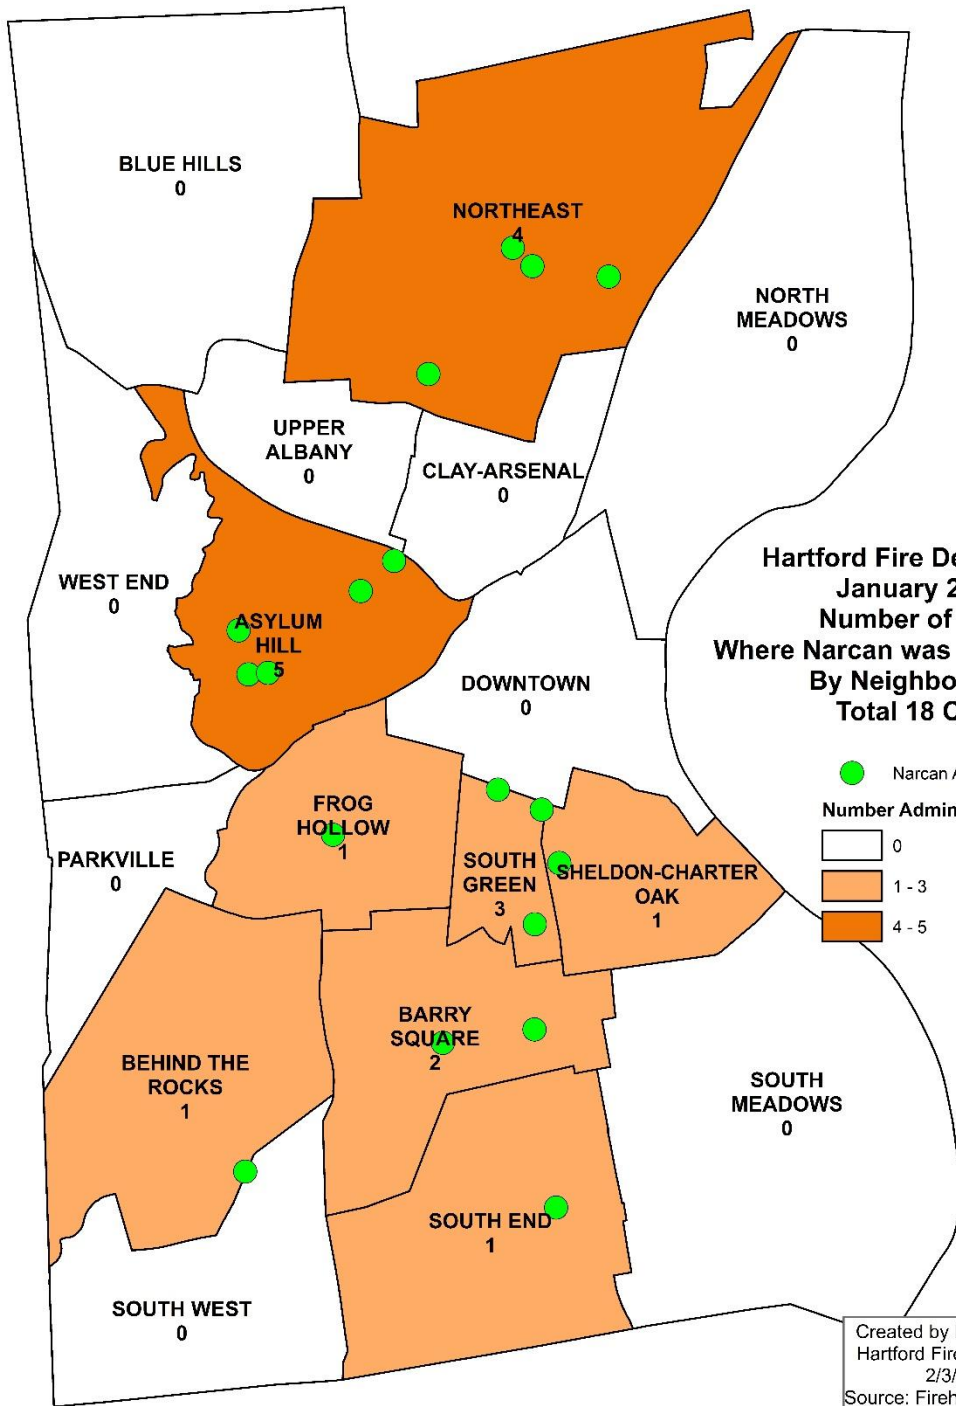 BLUE HILLS
0
NORTHEAST
4
NORTH
MEADOWS
0
UPPER
ALBANY
0
CLAY-ARSENAL
0
WEST END
0
ASYLUM
HILL
5
DOWNTOWN
0
Hartford Fire De
January 2
Number of
Where Narcan was
By Neighbo
Total 18 C
Narcan A
Number Admin
0
1 - 3
4 - 5
FROG
HOLLOW
1
PARKVILLE
0
SOUTH
GREEN
3
SHELDON-CHARTER
OAK
1
BARRY
SQUARE
2
BEHIND THE
ROCKS
1
SOUTH
MEADOWS
0
SOUTH END
1
SOUTH WEST
0
Created by
Hartford Fire
2/3/
Source: Fireh